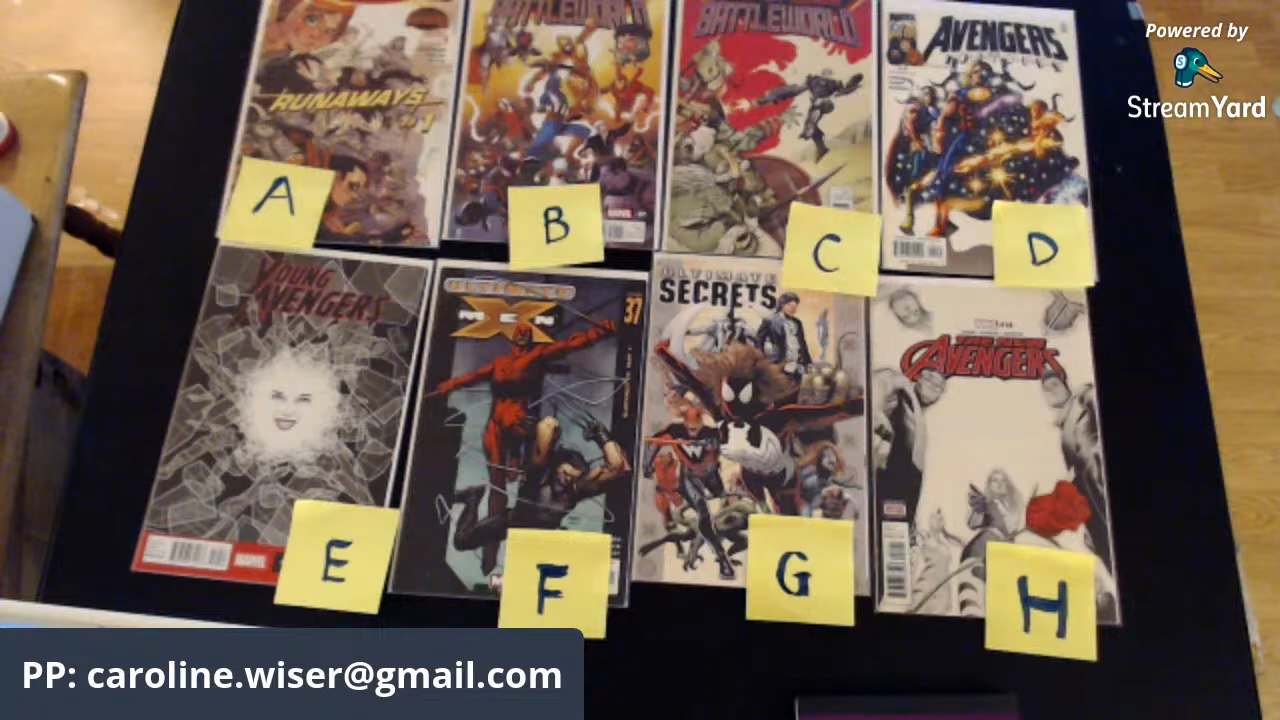 Powered by
StreamYard
RUNAWAYS
#1
A
BATTLEWORLD
B
BATTLEWORLD
C
AVENGERS
D
YOUNG
AVENGERS
E
ULTIMATE
X
MEN
37
F
ULTIMATE
SECRETS
G
THE NEW
AVENGERS
H
MARVEL
PP: caroline.wiser@gmail.com